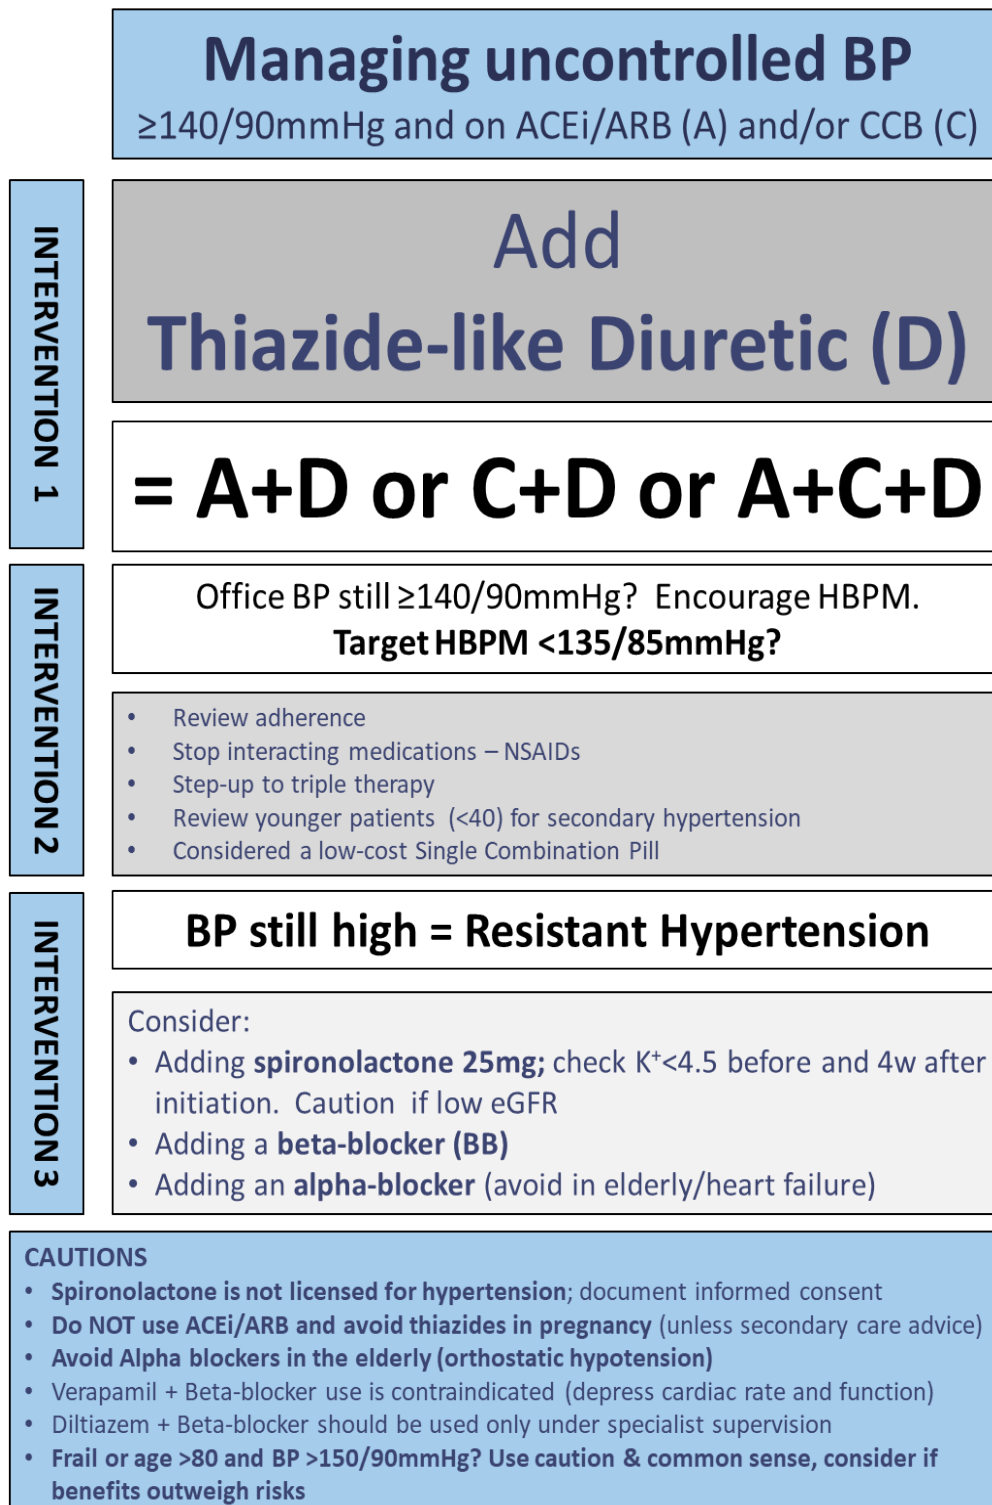 Managing uncontrolled BP
≥140/90mmHg and on ACEi/ARB (A) and/or CCB (C)
INTERVENTION 1
Add
Thiazide-like Diuretic (D)
= A+D or C+D or A+C+D
INTERVENTION 2
Office BP still ≥140/90mmHg? Encourage HBPM.
Target HBPM <135/85mmHg?
• Review adherence
• Stop interacting medications – NSAIDs
• Step-up to triple therapy
• Review younger patients (<40) for secondary hypertension
• Considered a low-cost Single Combination Pill
INTERVENTION 3
BP still high = Resistant Hypertension
Consider:
• Adding spironolactone 25mg; check K⁺<4.5 before and 4w after
initiation. Caution if low eGFR
• Adding a beta-blocker (BB)
• Adding an alpha-blocker (avoid in elderly/heart failure)
CAUTIONS
• Spironolactone is not licensed for hypertension; document informed consent
• Do NOT use ACEi/ARB and avoid thiazides in pregnancy (unless secondary care advice)
• Avoid Alpha blockers in the elderly (orthostatic hypotension)
• Verapamil + Beta-blocker use is contraindicated (depress cardiac rate and function)
• Diltiazem + Beta-blocker should be used only under specialist supervision
• Frail or age >80 and BP >150/90mmHg? Use caution & common sense, consider if
benefits outweigh risks